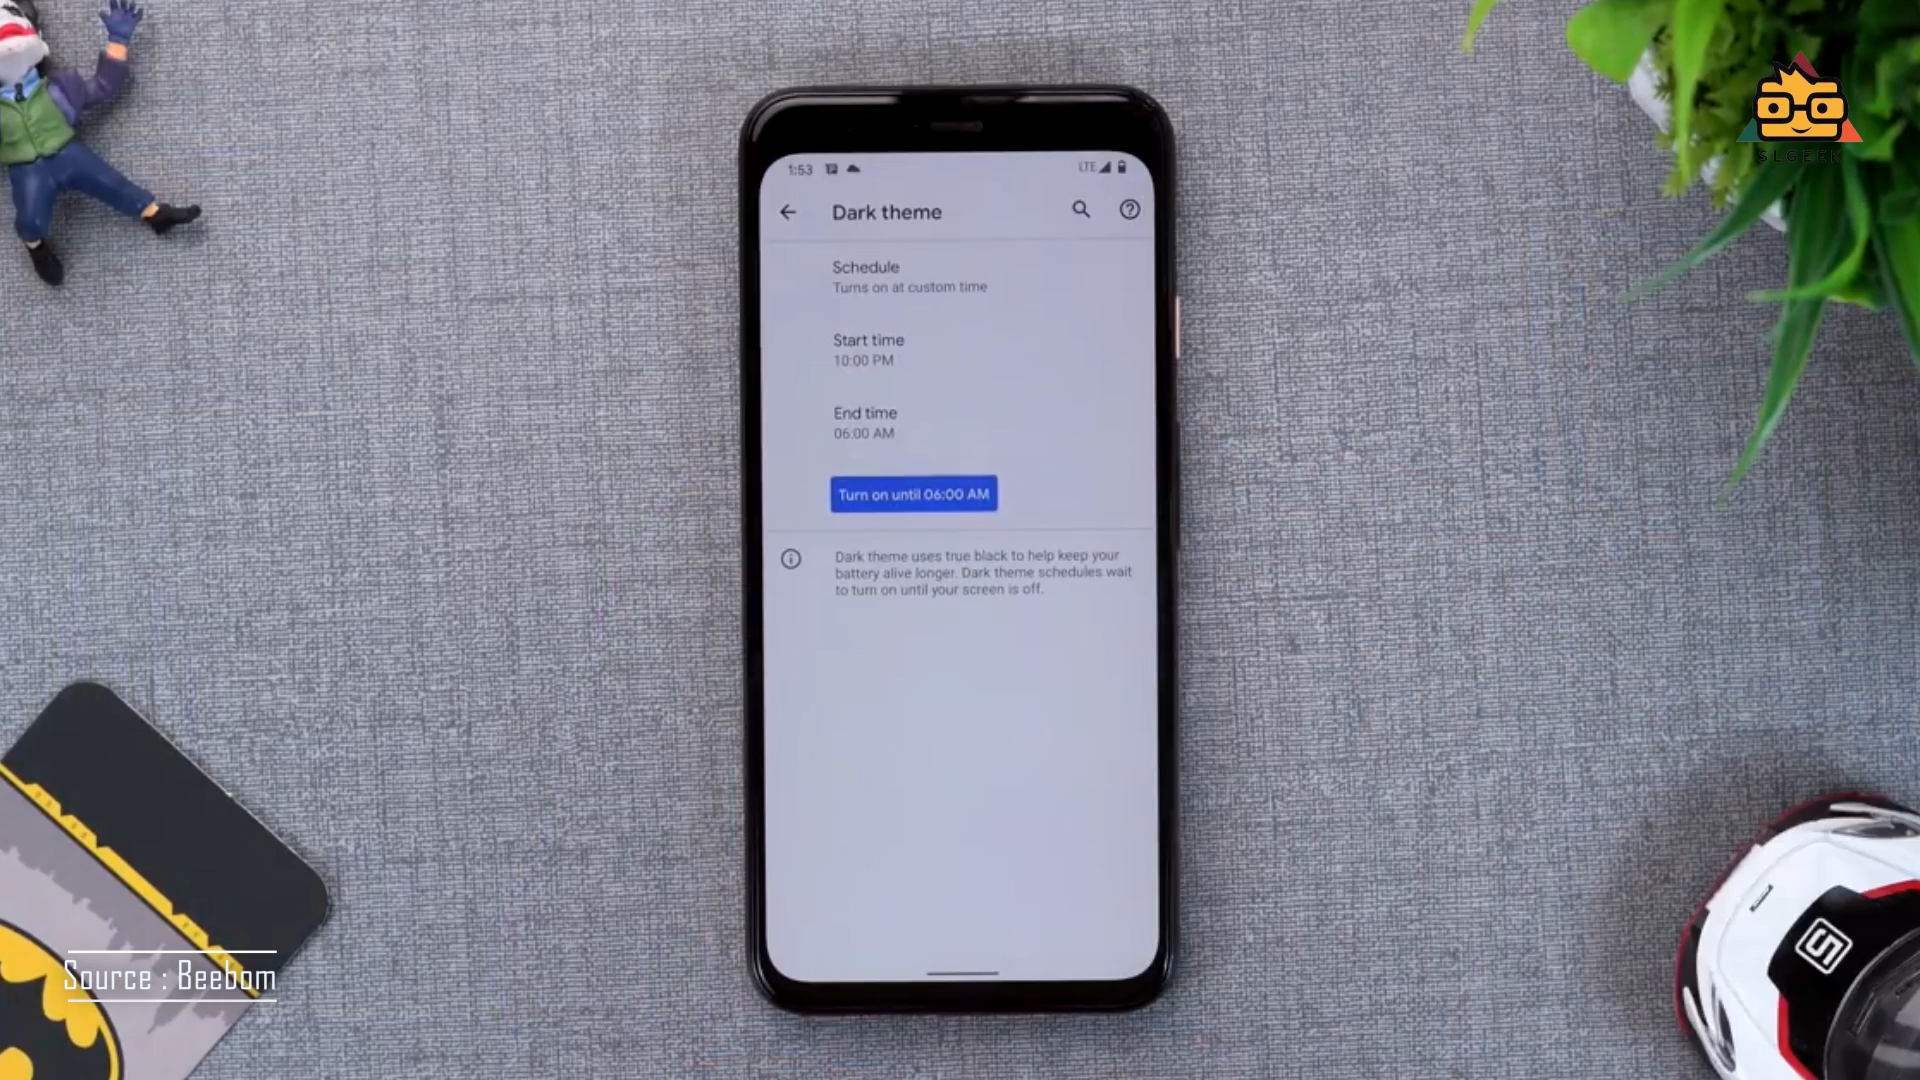 SLGEEK
1:53
LTE
Dark theme
Schedule
Turns on at custom time
Start time
10:00 PM
End time
06:00 AM
Turn on until 06:00 AM
Dark theme uses true black to help keep your
battery alive longer. Dark theme schedules wait
to turn on until your screen is off.
Source : Beebom